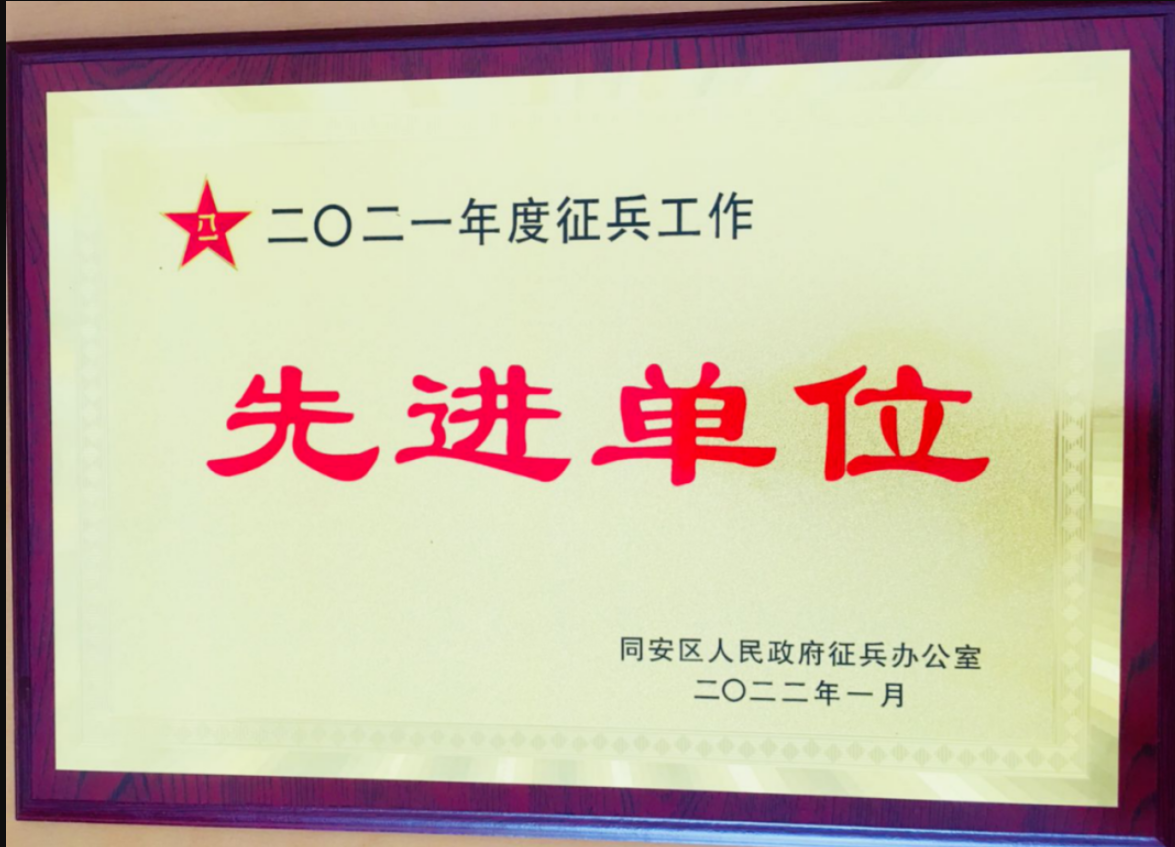 八一
二〇二一年度征兵工作
先进单位
同安区人民政府征兵办公室
二〇二二年一月